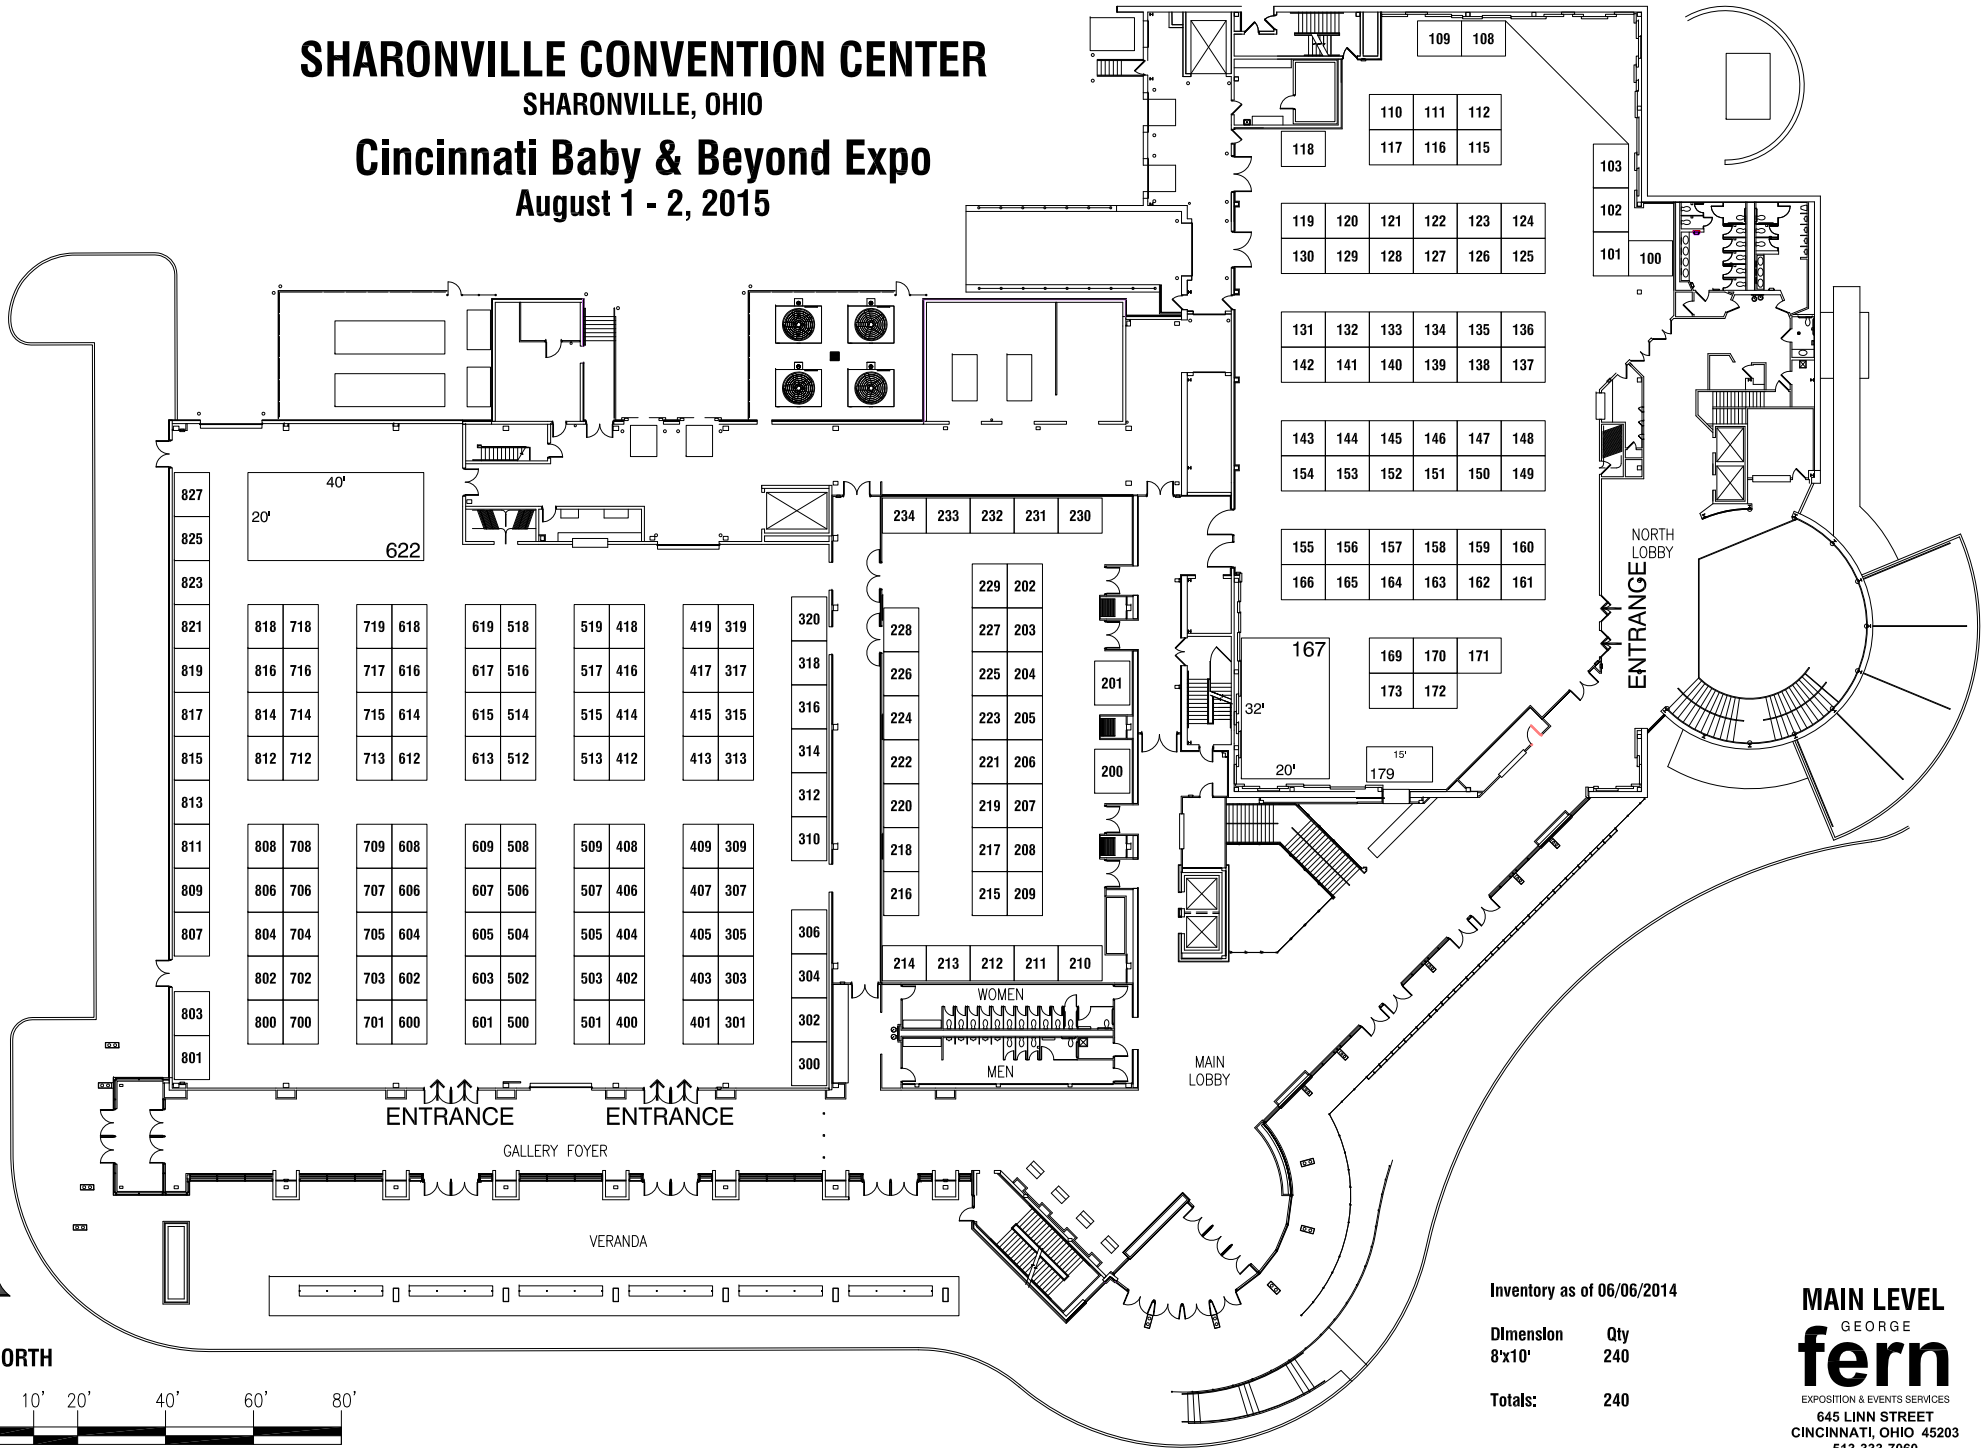 SHARONVILLE CONVENTION CENTER
SHARONVILLE, OHIO
Cincinnati Baby & Beyond Expo
August 1 - 2, 2015
109 108
110 111 112
117 116 115
118
103
102
101 100
119 120 121 122 123 124
130 129 128 127 126 125
131 132 133 134 135 136
142 141 140 139 138 137
143 144 145 146 147 148
154 153 152 151 150 149
155 156 157 158 159 160
166 165 164 163 162 161
NORTH
LOBBY
ENTRANCE
167
32'
20'
169 170 171
173 172
15'
179
40'
20'
622
827
825
823
821
819
817
815
813
811
809
807
803
801
818 718 719 618 619 518 519 418 419 319
816 716 717 616 617 516 517 416 417 317
814 714 715 614 615 514 515 414 415 315
812 712 713 612 613 512 513 412 413 313
808 708 709 608 609 508 509 408 409 309
806 706 707 606 607 506 507 406 407 307
804 704 705 604 605 504 505 404 405 305
802 702 703 602 603 502 503 402 403 303
800 700 701 600 601 500 501 400 401 301
320
318
316
314
312
310
306
304
302
300
234 233 232 231 230
228
226
224
222
220
218
216
229 202
227 203
225 204
223 205
221 206
219 207
217 208
215 209
201
200
214 213 212 211 210
WOMEN
MEN
MAIN
LOBBY
ENTRANCE ENTRANCE
GALLERY FOYER
VERANDA
ORTH
10' 20' 40' 60' 80'
Inventory as of 06/06/2014
Dimension Qty
8'x10' 240
Totals: 240
MAIN LEVEL
GEORGE
fern
EXPOSITION & EVENTS SERVICES
645 LINN STREET
CINCINNATI, OHIO 45203
513-333-7060